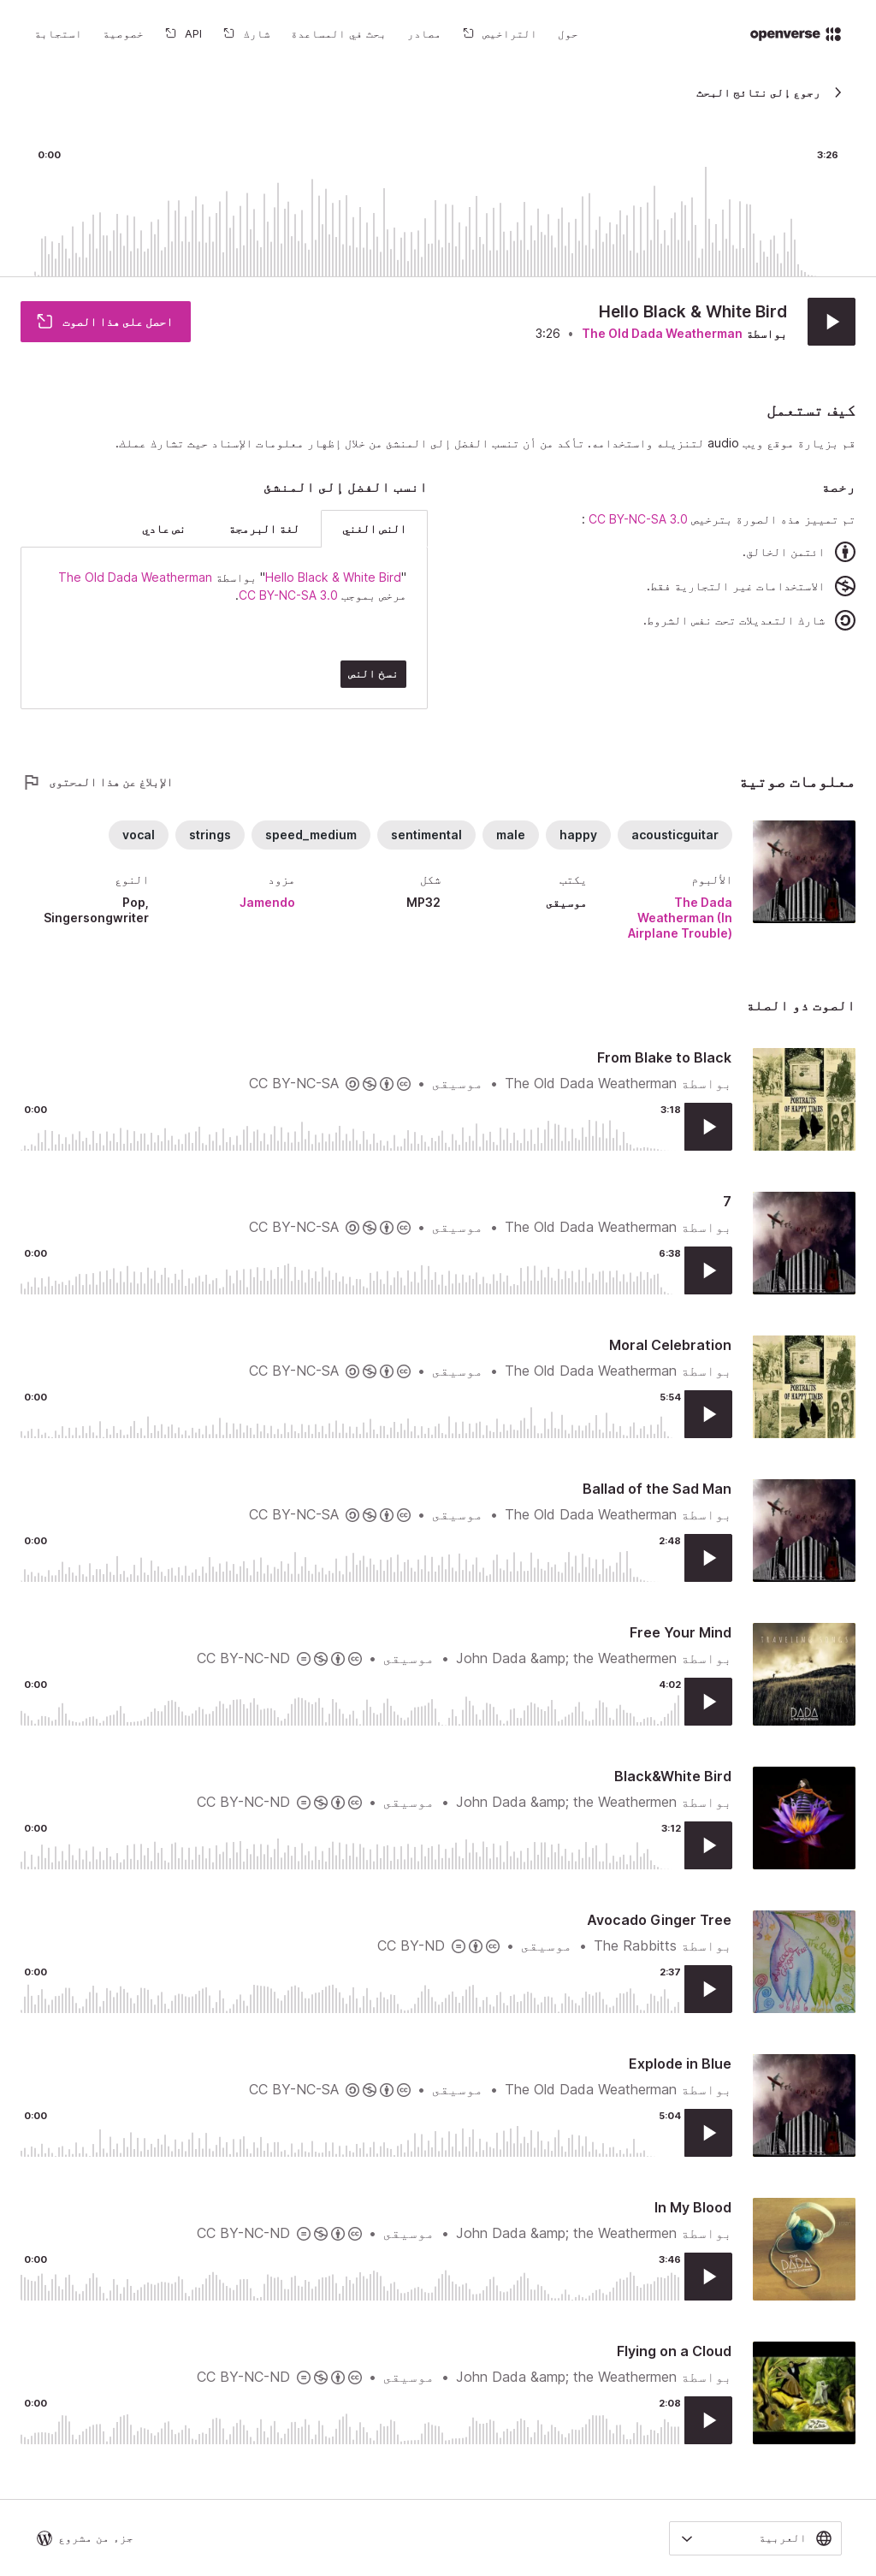 openverse
حول
التراخيص
مصادر
بحث في المساعدة
شارك
API
خصوصية
استجابة
رجوع إلى نتائج البحث
0:00
3:26
Hello Black & White Bird
بواسطة The Old Dada Weatherman • 3:26
احصل على هذا الصوت
كيف تستعمل
قم بزيارة موقع ويب audio لتنزيله واستخدامه. تأكد من أن تنسب الفضل إلى المنشئ من خلال إظهار معلومات الإسناد حيث تشارك عملك.
رخصة
تم تمييز هذه الصورة بترخيص CC BY-NC-SA 3.0 :
ائتمن الخالق.
الاستخدامات غير التجارية فقط.
شارك التعديلات تحت نفس الشروط.
انسب الفضل إلى المنشئ
النص الغني
لغة البرمجة
نص عادي
"Hello Black & White Bird" بواسطة The Old Dada Weatherman
مرخص بموجب CC BY-NC-SA 3.0.
نسخ النص
معلومات صوتية
الإبلاغ عن هذا المحتوى
acousticguitar
happy
male
sentimental
speed_medium
strings
vocal
الألبوم
The Dada
Weatherman (In
Airplane Trouble)
يكتب
موسيقى
شكل
MP32
مزود
Jamendo
النوع
Pop,
Singersongwriter
الصوت ذو الصلة
From Blake to Black
بواسطة The Old Dada Weatherman • موسيقى • CC BY-NC-SA
0:00
3:18
PORTRAITS
OF HAPPY TIMES
7
بواسطة The Old Dada Weatherman • موسيقى • CC BY-NC-SA
0:00
6:38
Moral Celebration
بواسطة The Old Dada Weatherman • موسيقى • CC BY-NC-SA
0:00
5:54
PORTRAITS
OF HAPPY TIMES
Ballad of the Sad Man
بواسطة The Old Dada Weatherman • موسيقى • CC BY-NC-SA
0:00
2:48
Free Your Mind
بواسطة John Dada &amp; the Weathermen • موسيقى • CC BY-NC-ND
0:00
4:02
DADA
Black&White Bird
بواسطة John Dada &amp; the Weathermen • موسيقى • CC BY-NC-ND
0:00
3:12
Avocado Ginger Tree
بواسطة The Rabbitts • موسيقى • CC BY-ND
0:00
2:37
Explode in Blue
بواسطة The Old Dada Weatherman • موسيقى • CC BY-NC-SA
0:00
5:04
In My Blood
بواسطة John Dada &amp; the Weathermen • موسيقى • CC BY-NC-ND
0:00
3:46
DADA
Flying on a Cloud
بواسطة John Dada &amp; the Weathermen • موسيقى • CC BY-NC-ND
0:00
2:08
العربية
جزء من مشروع